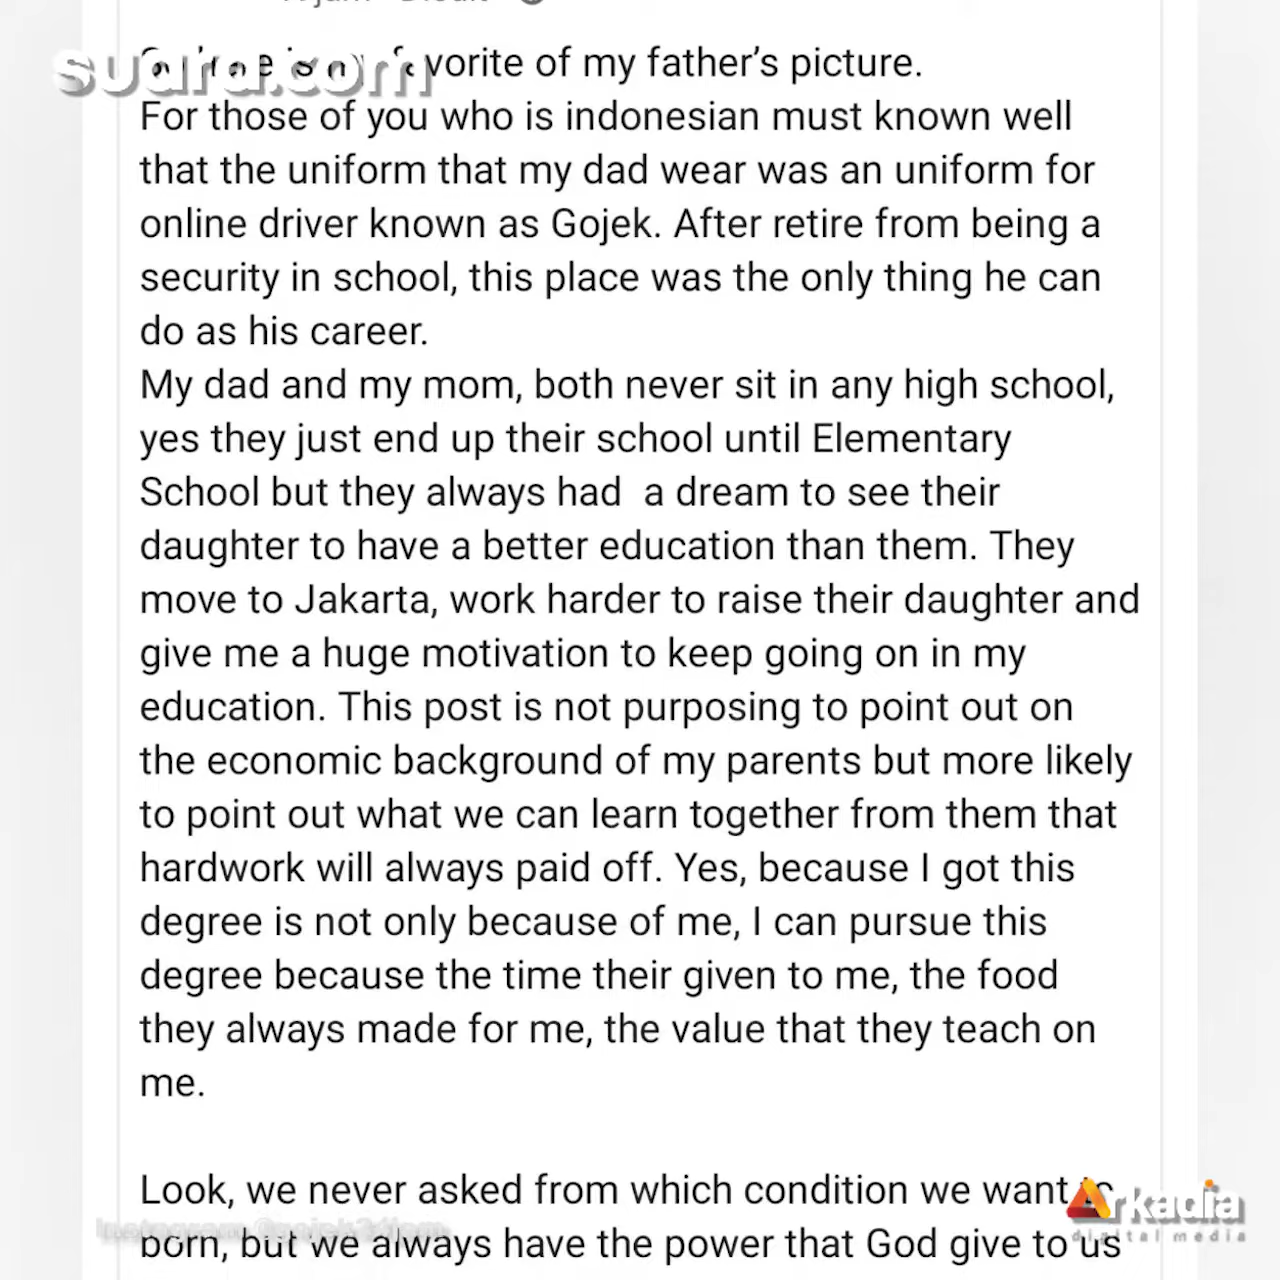 suara.com
vorite of my father's picture.
For those of you who is indonesian must known well
that the uniform that my dad wear was an uniform for
online driver known as Gojek. After retire from being a
security in school, this place was the only thing he can
do as his career.
My dad and my mom, both never sit in any high school,
yes they just end up their school until Elementary
School but they always had  a dream to see their
daughter to have a better education than them. They
move to Jakarta, work harder to raise their daughter and
give me a huge motivation to keep going on in my
education. This post is not purposing to point out on
the economic background of my parents but more likely
to point out what we can learn together from them that
hardwork will always paid off. Yes, because I got this
degree is not only because of me, I can pursue this
degree because the time their given to me, the food
they always made for me, the value that they teach on
me.
Look, we never asked from which condition we want
born, but we always have the power that God give to us
Arkadia
digital media